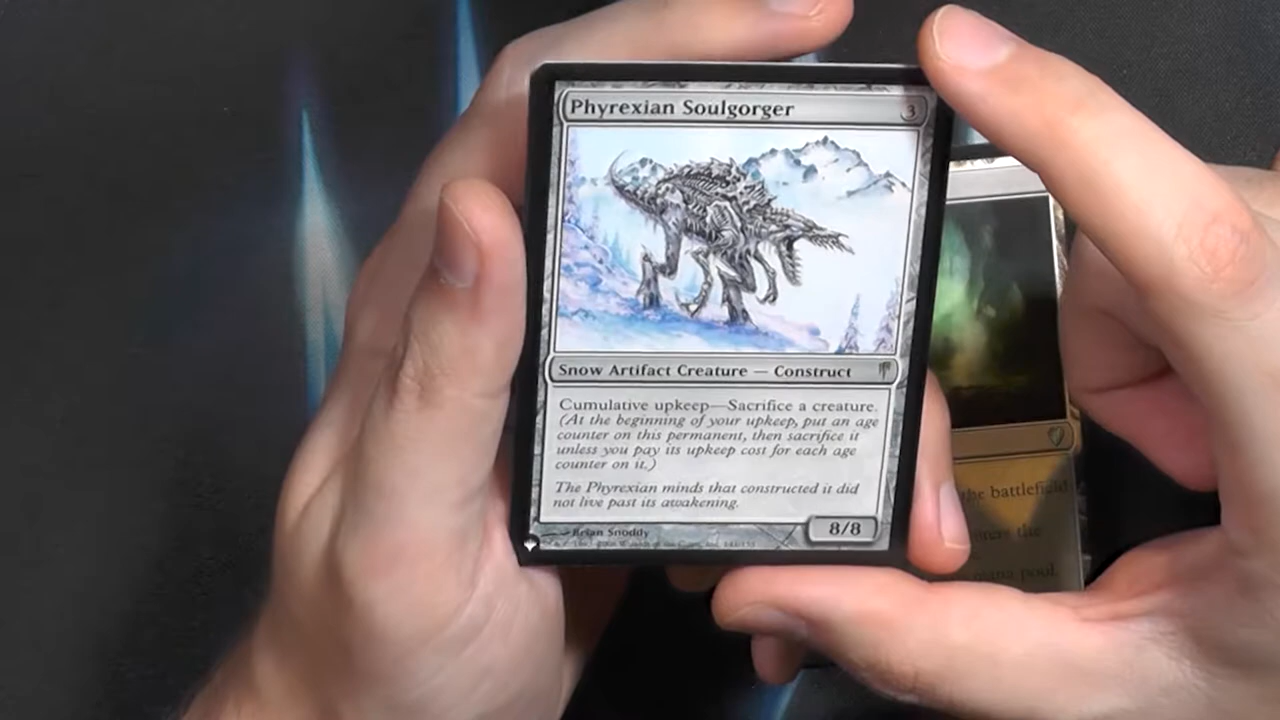 Phyrexian Soulgorger 3
Snow Artifact Creature — Construct
Cumulative upkeep—Sacrifice a creature.
(At the beginning of your upkeep, put an age
counter on this permanent, then sacrifice it
unless you pay its upkeep cost for each age
counter on it.)
The Phyrexian minds that constructed it did
not live past its awakening.
8/8
Brian Snoddy
the battlefield
mana pool.